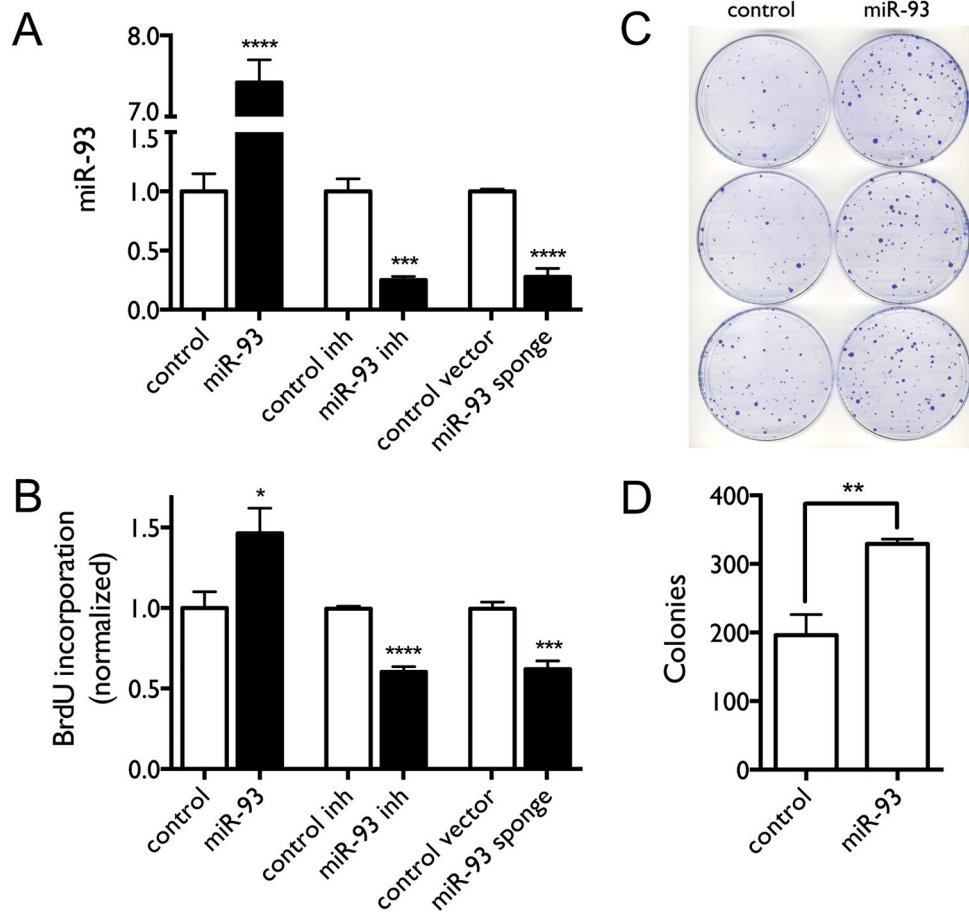 A
miR-93
8.0
7.0
1.5
1.0
0.5
0.0
****
***
****
control
miR-93
control inh
miR-93 inh
control vector
miR-93 sponge
B
BrdU incorporation
(normalized)
1.5
1.0
0.5
0.0
*
****
***
control
miR-93
control inh
miR-93 inh
control vector
miR-93 sponge
C
control miR-93
D
Colonies
400
300
200
100
0
**
control
miR-93